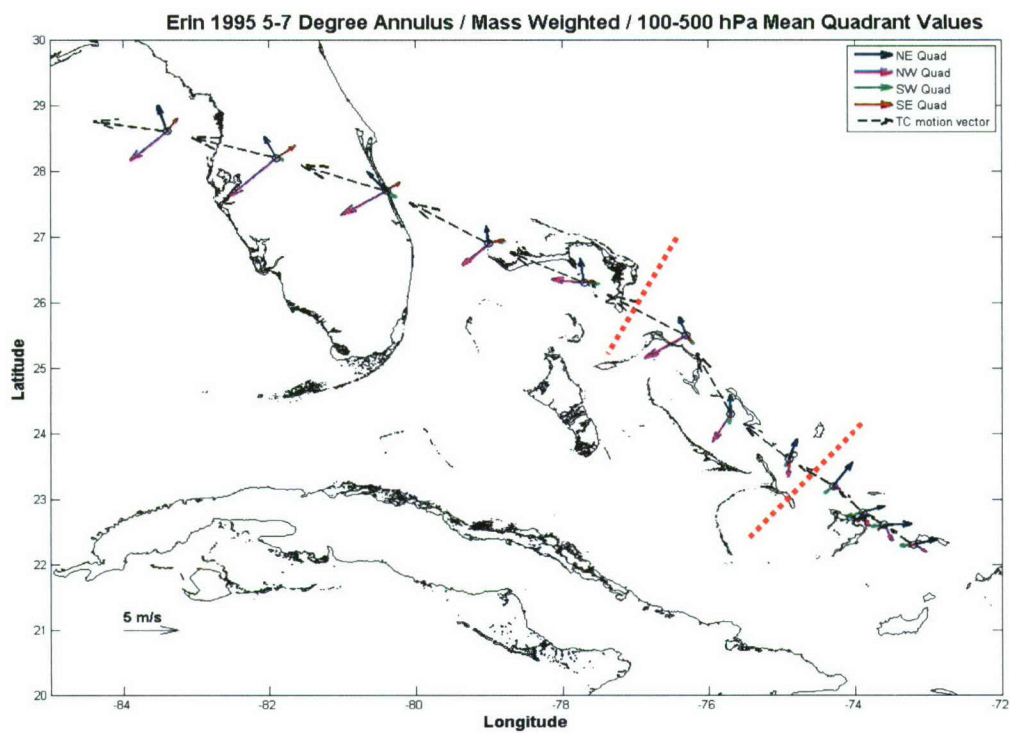 Erin 1995 5-7 Degree Annulus / Mass Weighted / 100-500 hPa Mean Quadrant Values
NE Quad
NW Quad
SW Quad
SE Quad
TC motion vector
30
29
28
27
26
25
24
23
22
21
20
Latitude
5 m/s
-84
-82
-80
-78
-76
-74
-72
Longitude